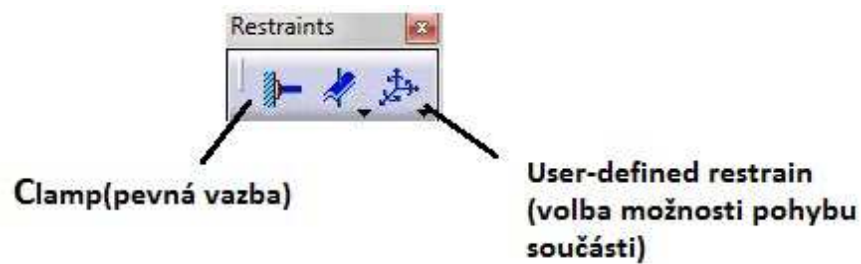 Restraints
Clamp(pevná vazba)
User-defined restrain
(volba možnosti pohybu
součásti)